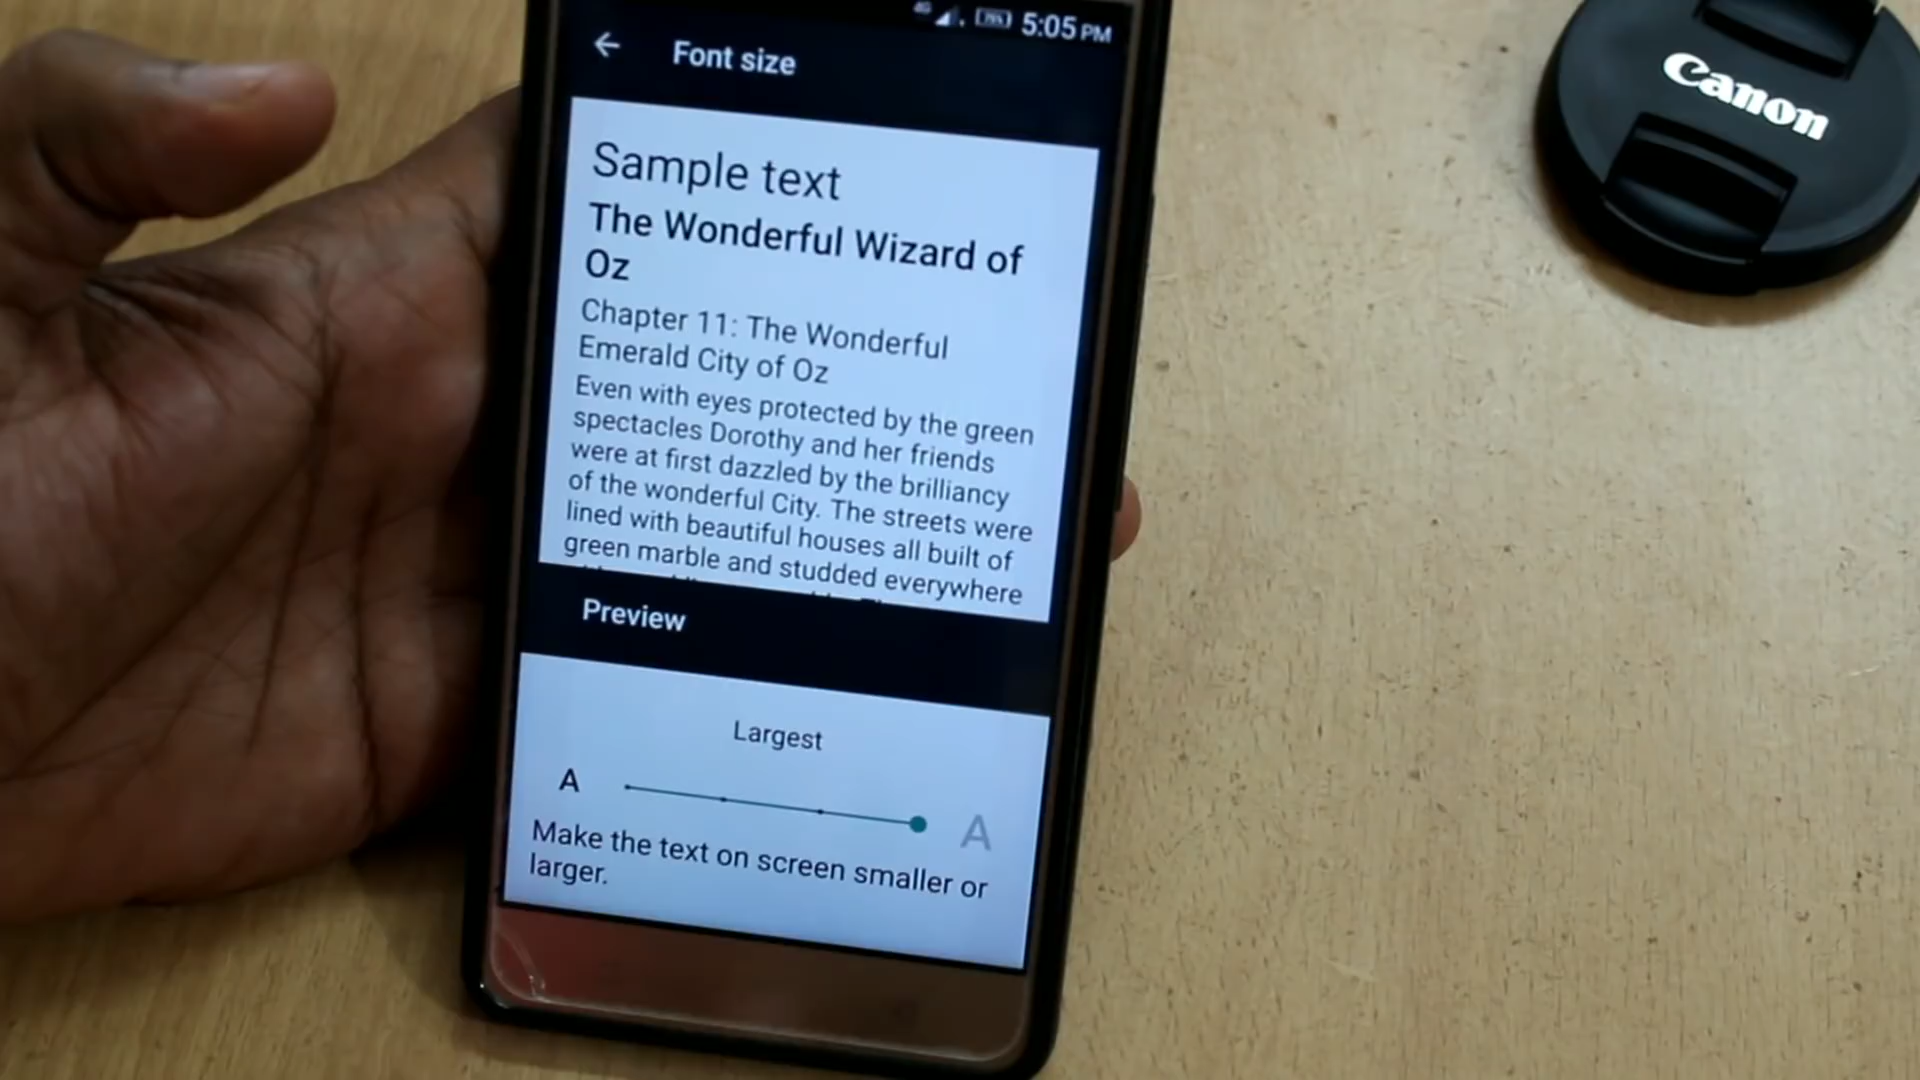 4G 75% 5:05 PM
Font size
Canon
Sample text
The Wonderful Wizard of
Oz
Chapter 11: The Wonderful
Emerald City of Oz
Even with eyes protected by the green
spectacles Dorothy and her friends
were at first dazzled by the brilliancy
of the wonderful City. The streets were
lined with beautiful houses all built of
green marble and studded everywhere
Preview
Largest
A A
Make the text on screen smaller or
larger.